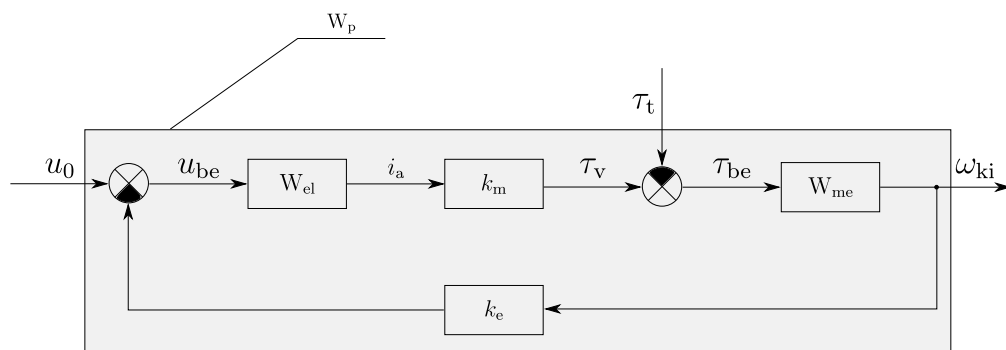 W_p
τ_t
u_0
u_be
W_el
i_a
k_m
τ_v
τ_be
W_me
ω_ki
k_e